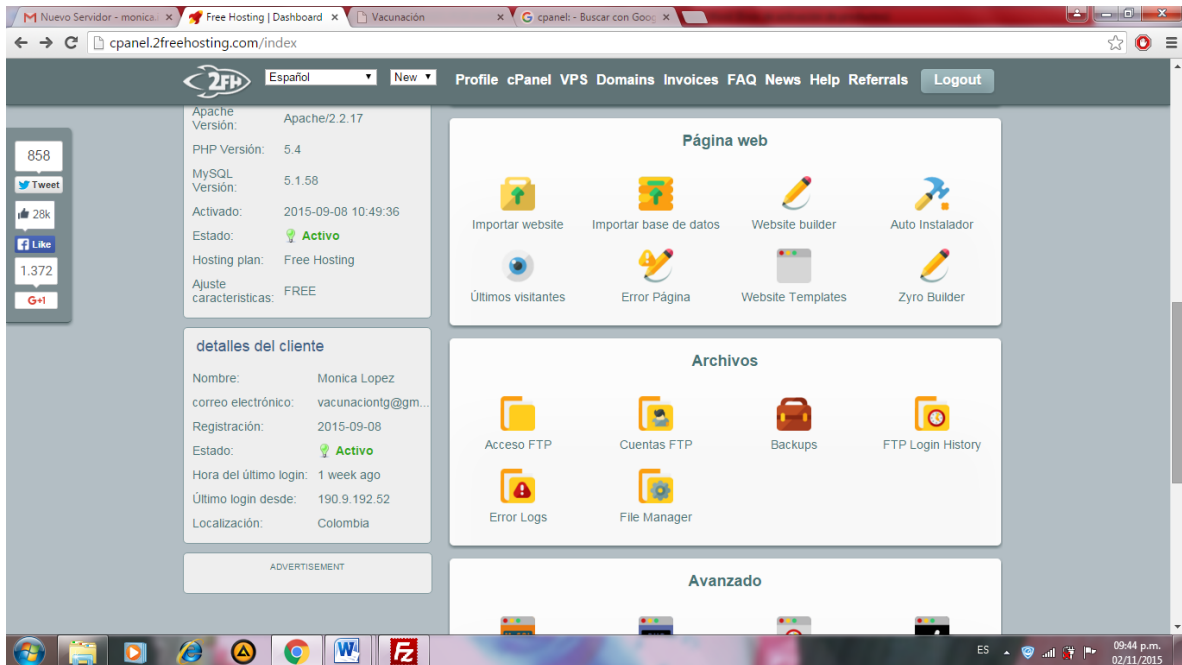 Nuevo Servidor - monica.l
Free Hosting | Dashboard
Vacunación
cpanel: - Buscar con Goog
cpanel.2freehosting.com/index
2FH
Español
New
Profile cPanel VPS Domains Invoices FAQ News Help Referrals Logout
858
Tweet
28k
Like
1.372
G+1
Apache Versión: Apache/2.2.17
PHP Versión: 5.4
MySQL Versión: 5.1.58
Activado: 2015-09-08 10:49:36
Estado: Activo
Hosting plan: Free Hosting
Ajuste caracteristicas: FREE
detalles del cliente
Nombre: Monica Lopez
correo electrónico: vacunaciontg@gm...
Registración: 2015-09-08
Estado: Activo
Hora del último login: 1 week ago
Último login desde: 190.9.192.52
Localización: Colombia
ADVERTISEMENT
Página web
Importar website Importar base de datos Website builder Auto Instalador
Últimos visitantes Error Página Website Templates Zyro Builder
Archivos
Acceso FTP Cuentas FTP Backups FTP Login History
Error Logs File Manager
Avanzado
ES
09:44 p.m.
02/11/2015